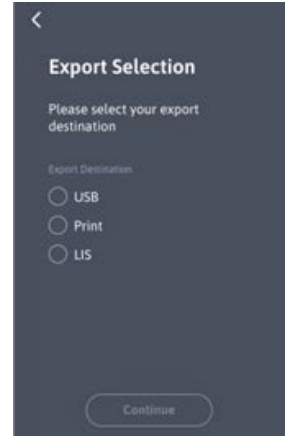 Export Selection
Please select your export
destination
Export Destination
USB
Print
LIS
Continue